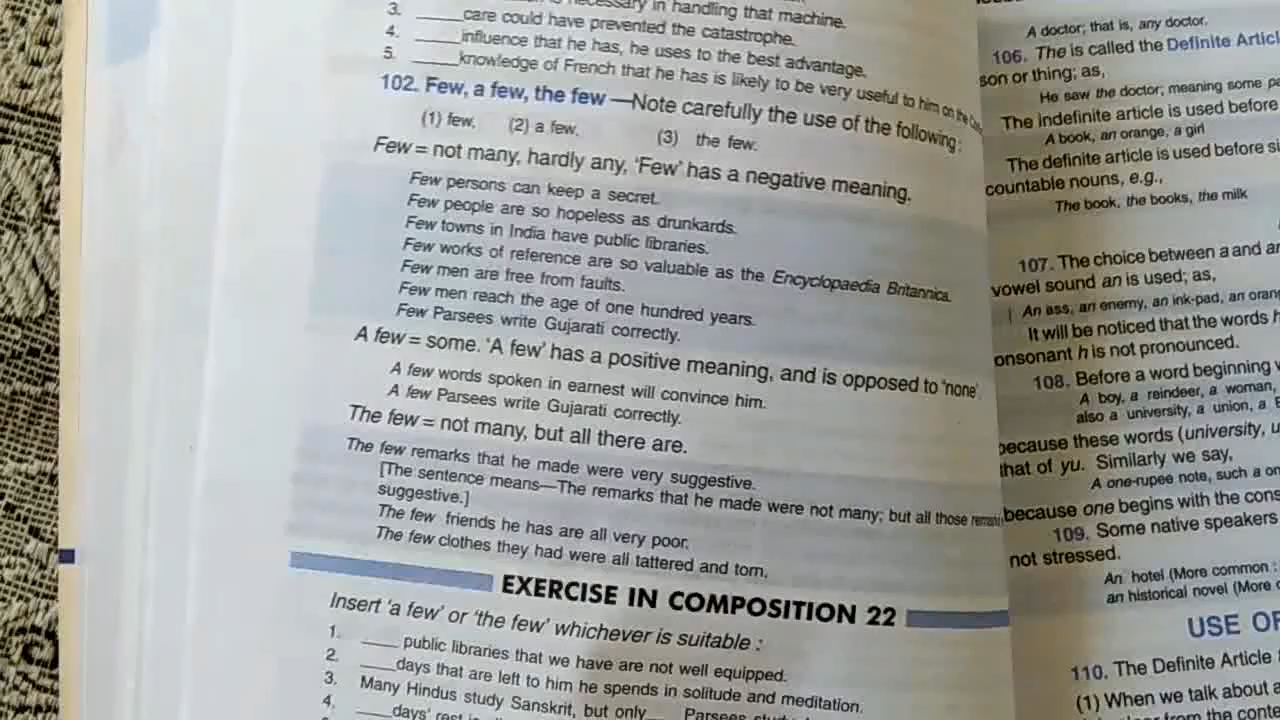 necessary in handling that machine.
3. _____care could have prevented the catastrophe.
4. _____influence that he has, he uses to the best advantage.
5. _____knowledge of French that he has is likely to be very useful to him on the
102. Few, a few, the few —Note carefully the use of the following:
(1) few, (2) a few, (3) the few.
Few = not many, hardly any, 'Few' has a negative meaning.
Few persons can keep a secret.
Few people are so hopeless as drunkards.
Few towns in India have public libraries.
Few works of reference are so valuable as the Encyclopaedia Britannica.
Few men are free from faults.
Few men reach the age of one hundred years.
Few Parsees write Gujarati correctly.
A few = some. 'A few' has a positive meaning, and is opposed to 'none'
A few words spoken in earnest will convince him.
A few Parsees write Gujarati correctly.
The few = not many, but all there are.
The few remarks that he made were very suggestive.
[The sentence means—The remarks that he made were not many; but all those
suggestive.]
The few friends he has are all very poor.
The few clothes they had were all tattered and torn.
EXERCISE IN COMPOSITION 22
Insert 'a few' or 'the few' whichever is suitable :
1. ____ public libraries that we have are not well equipped.
2. ____days that are left to him he spends in solitude and meditation.
3. Many Hindus study Sanskrit, but only__ Parsees
4. ____days'
A doctor; that is, any doctor.
106. The is called the Definite
son or thing; as,
He saw the doctor; meaning some
The indefinite article is used before
A book, an orange, a girl
The definite article is used before
countable nouns, e.g.,
The book, the books, the milk
107. The choice between a and
vowel sound an is used; as,
An ass, an enemy, an ink-pad, an
It will be noticed that the words
onsonant h is not pronounced.
108. Before a word beginning
A boy, a reindeer, a woman,
also a university, a union, a
because these words (university,
that of yu. Similarly we say,
A one-rupee note, such a
because one begins with the
109. Some native speakers
not stressed.
An hotel (More common :
an historical novel (More
USE
110. The Definite Article
(1) When we talk about
from the